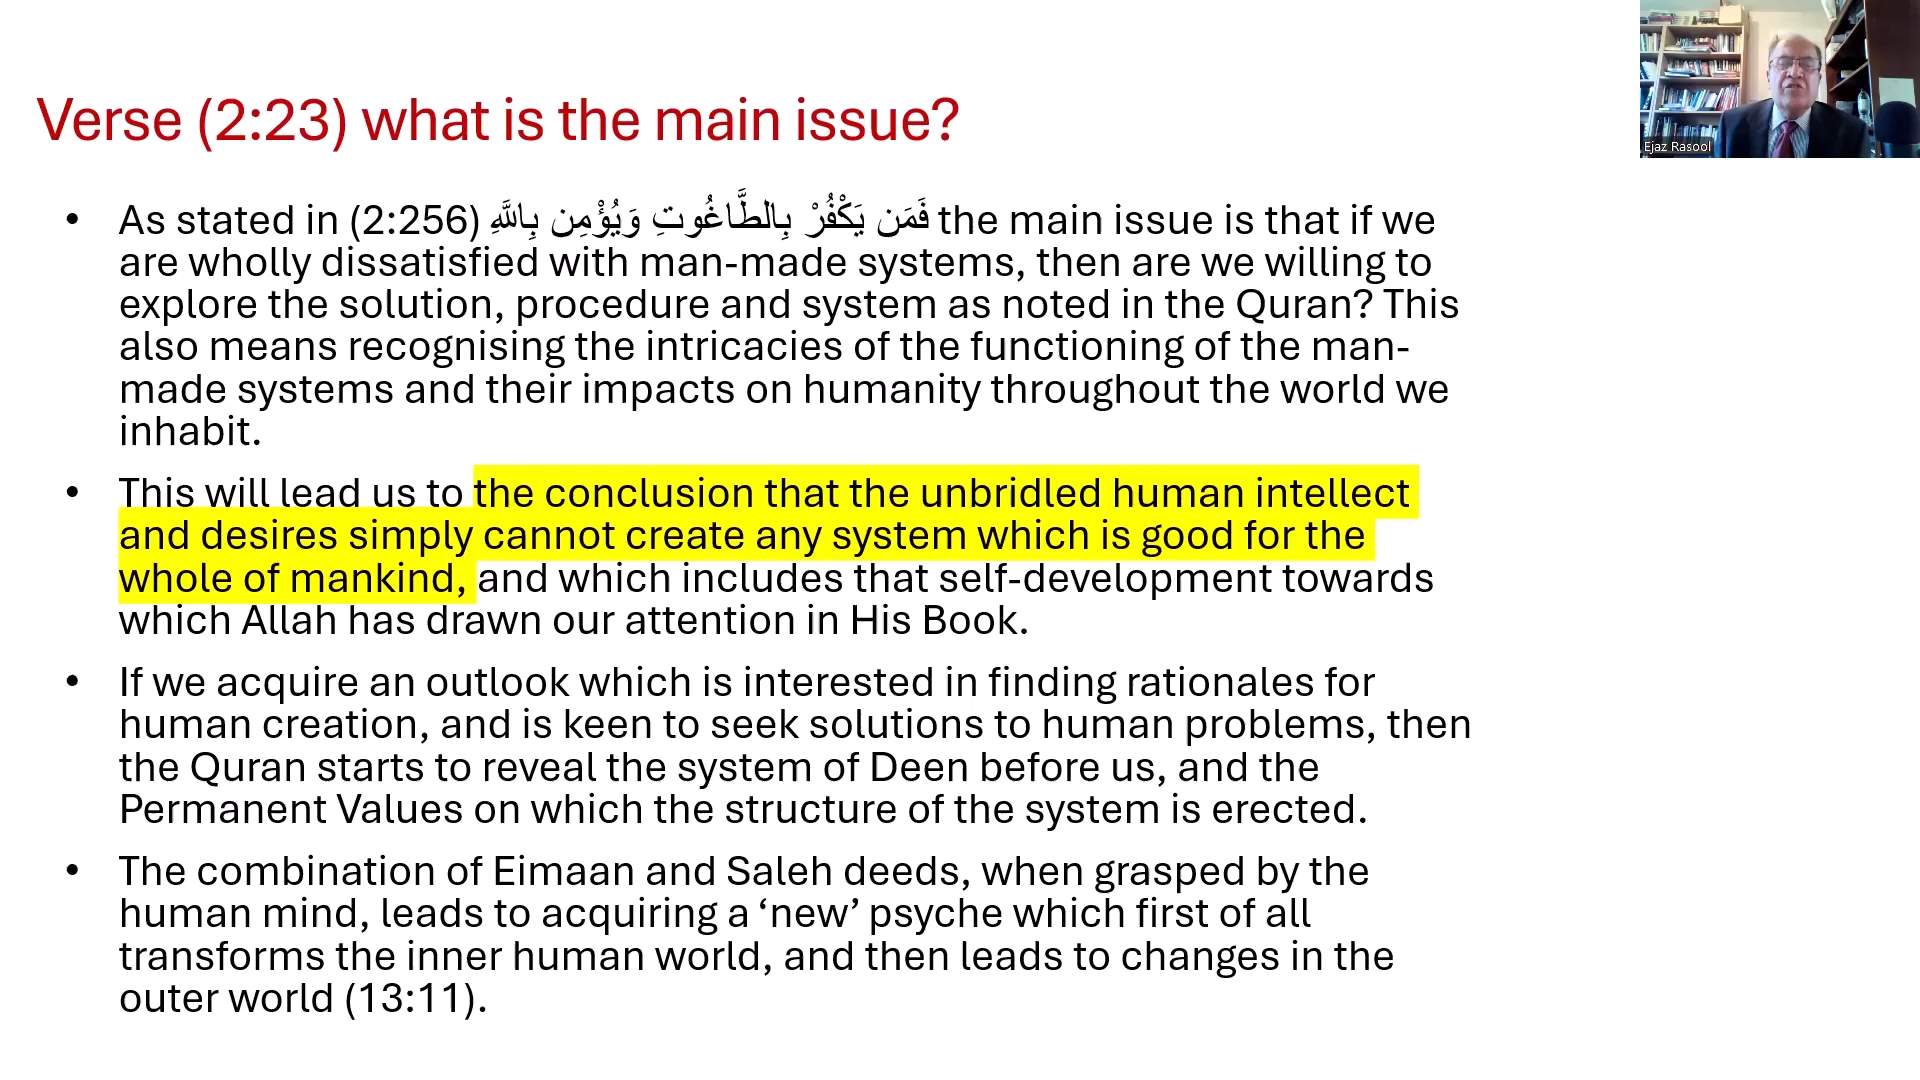 Verse (2:23) what is the main issue?
Ejaz Rasool
• As stated in (2:256) فَمَن يَكْفُرْ بِالطَّاغُوتِ وَيُؤْمِن بِاللَّهِ the main issue is that if we
are wholly dissatisfied with man-made systems, then are we willing to
explore the solution, procedure and system as noted in the Quran? This
also means recognising the intricacies of the functioning of the man-
made systems and their impacts on humanity throughout the world we
inhabit.
• This will lead us to the conclusion that the unbridled human intellect
and desires simply cannot create any system which is good for the
whole of mankind, and which includes that self-development towards
which Allah has drawn our attention in His Book.
• If we acquire an outlook which is interested in finding rationales for
human creation, and is keen to seek solutions to human problems, then
the Quran starts to reveal the system of Deen before us, and the
Permanent Values on which the structure of the system is erected.
• The combination of Eimaan and Saleh deeds, when grasped by the
human mind, leads to acquiring a ‘new’ psyche which first of all
transforms the inner human world, and then leads to changes in the
outer world (13:11).